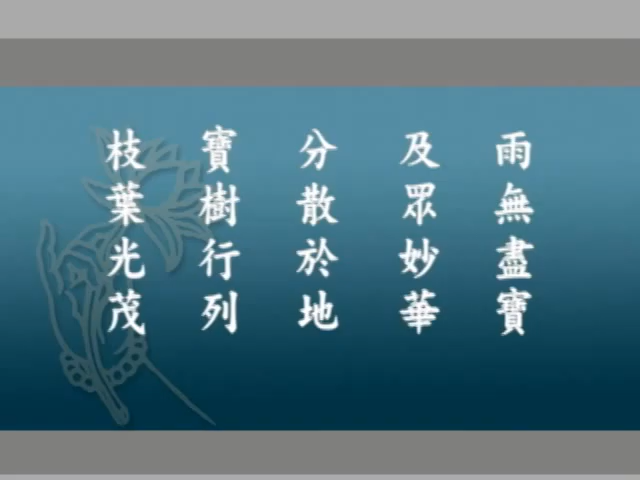 雨無盡寶
及眾妙華
分散於地
寶樹行列
枝葉光茂